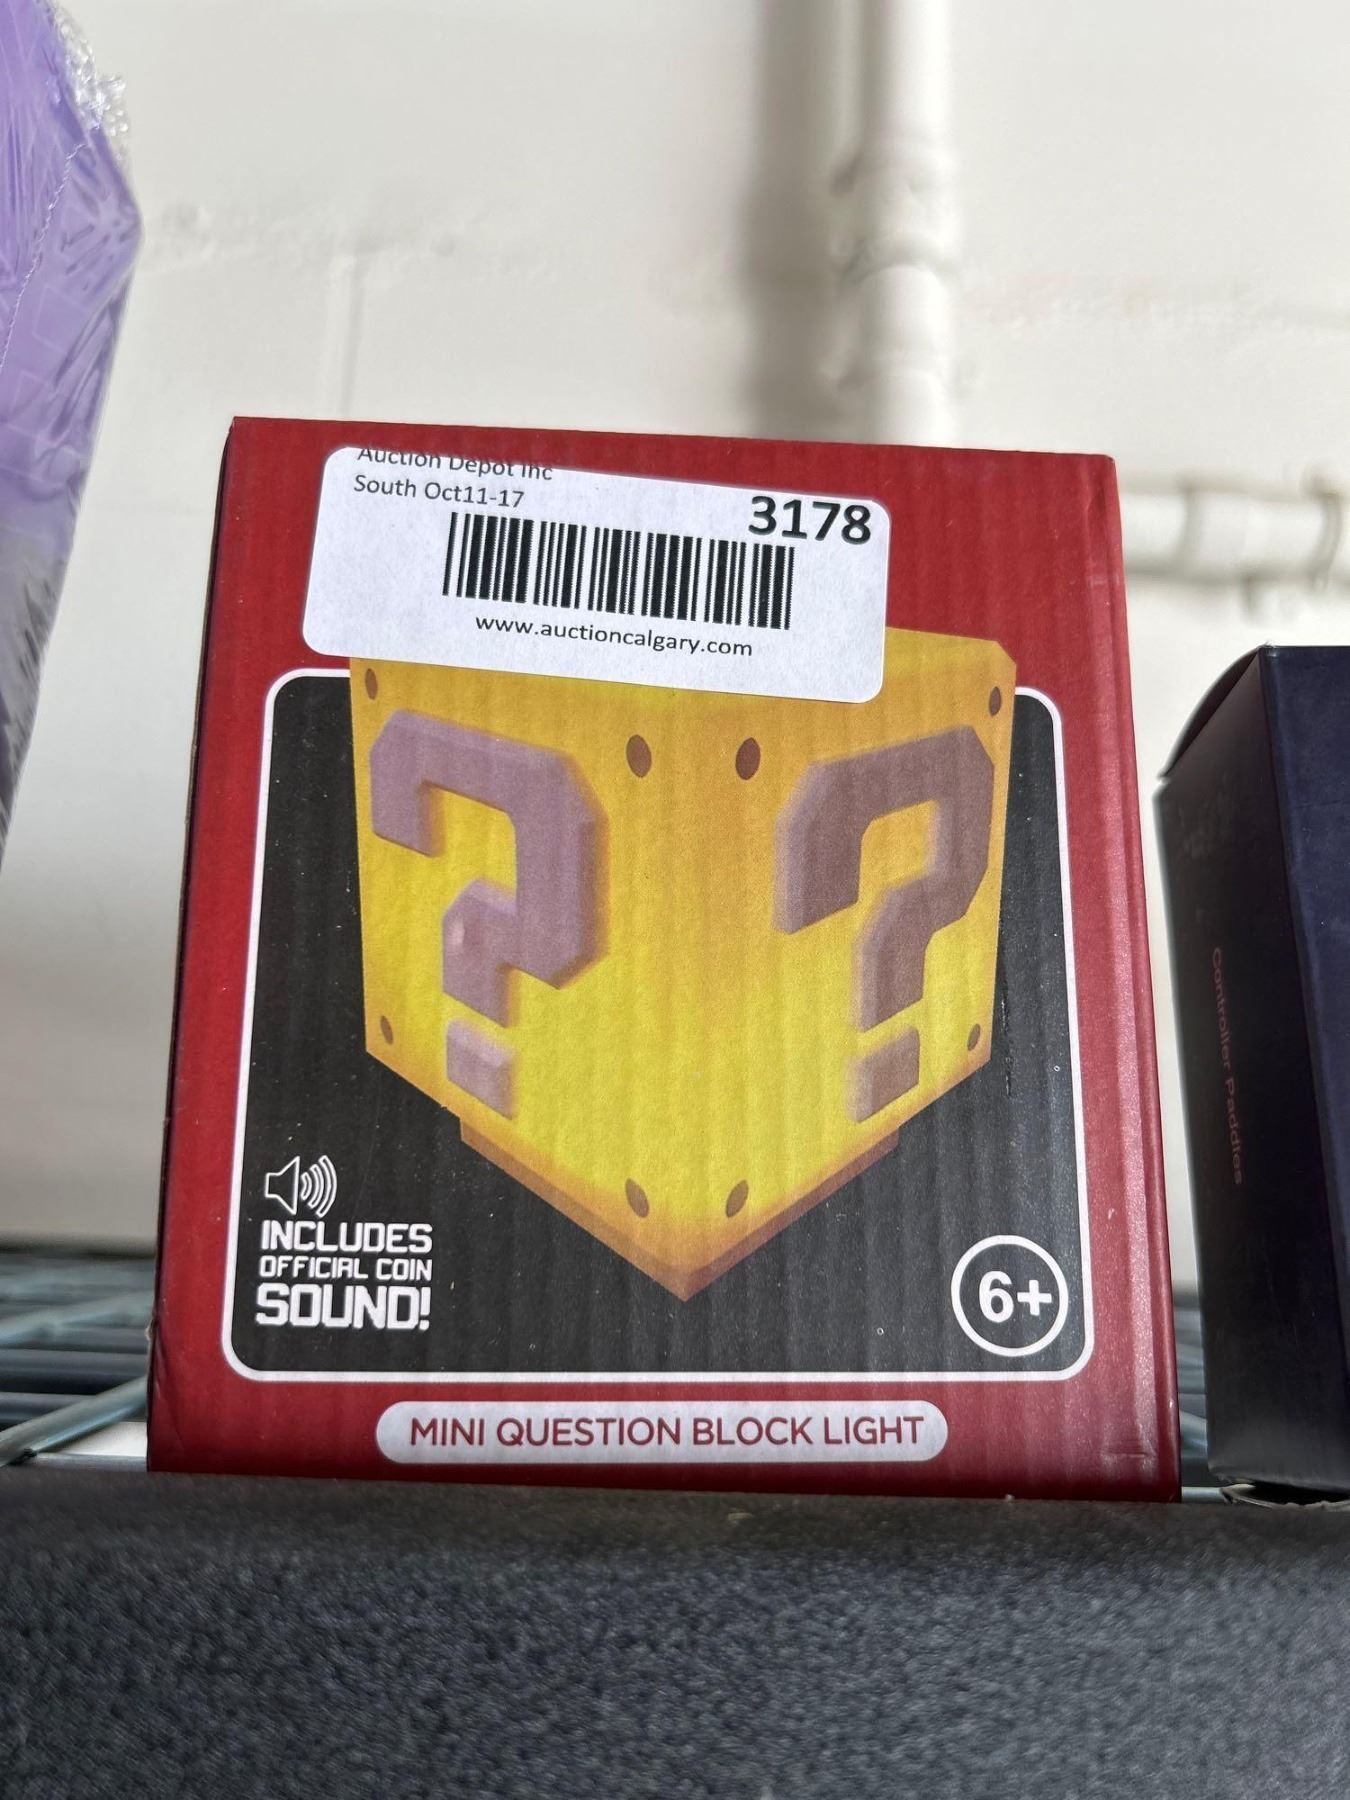 Auction Depot Inc
South Oct11-17
3178
www.auctioncalgary.com
? ?
INCLUDES
OFFICIAL COIN
SOUND!
6+
MINI QUESTION BLOCK LIGHT
Controller Paddles